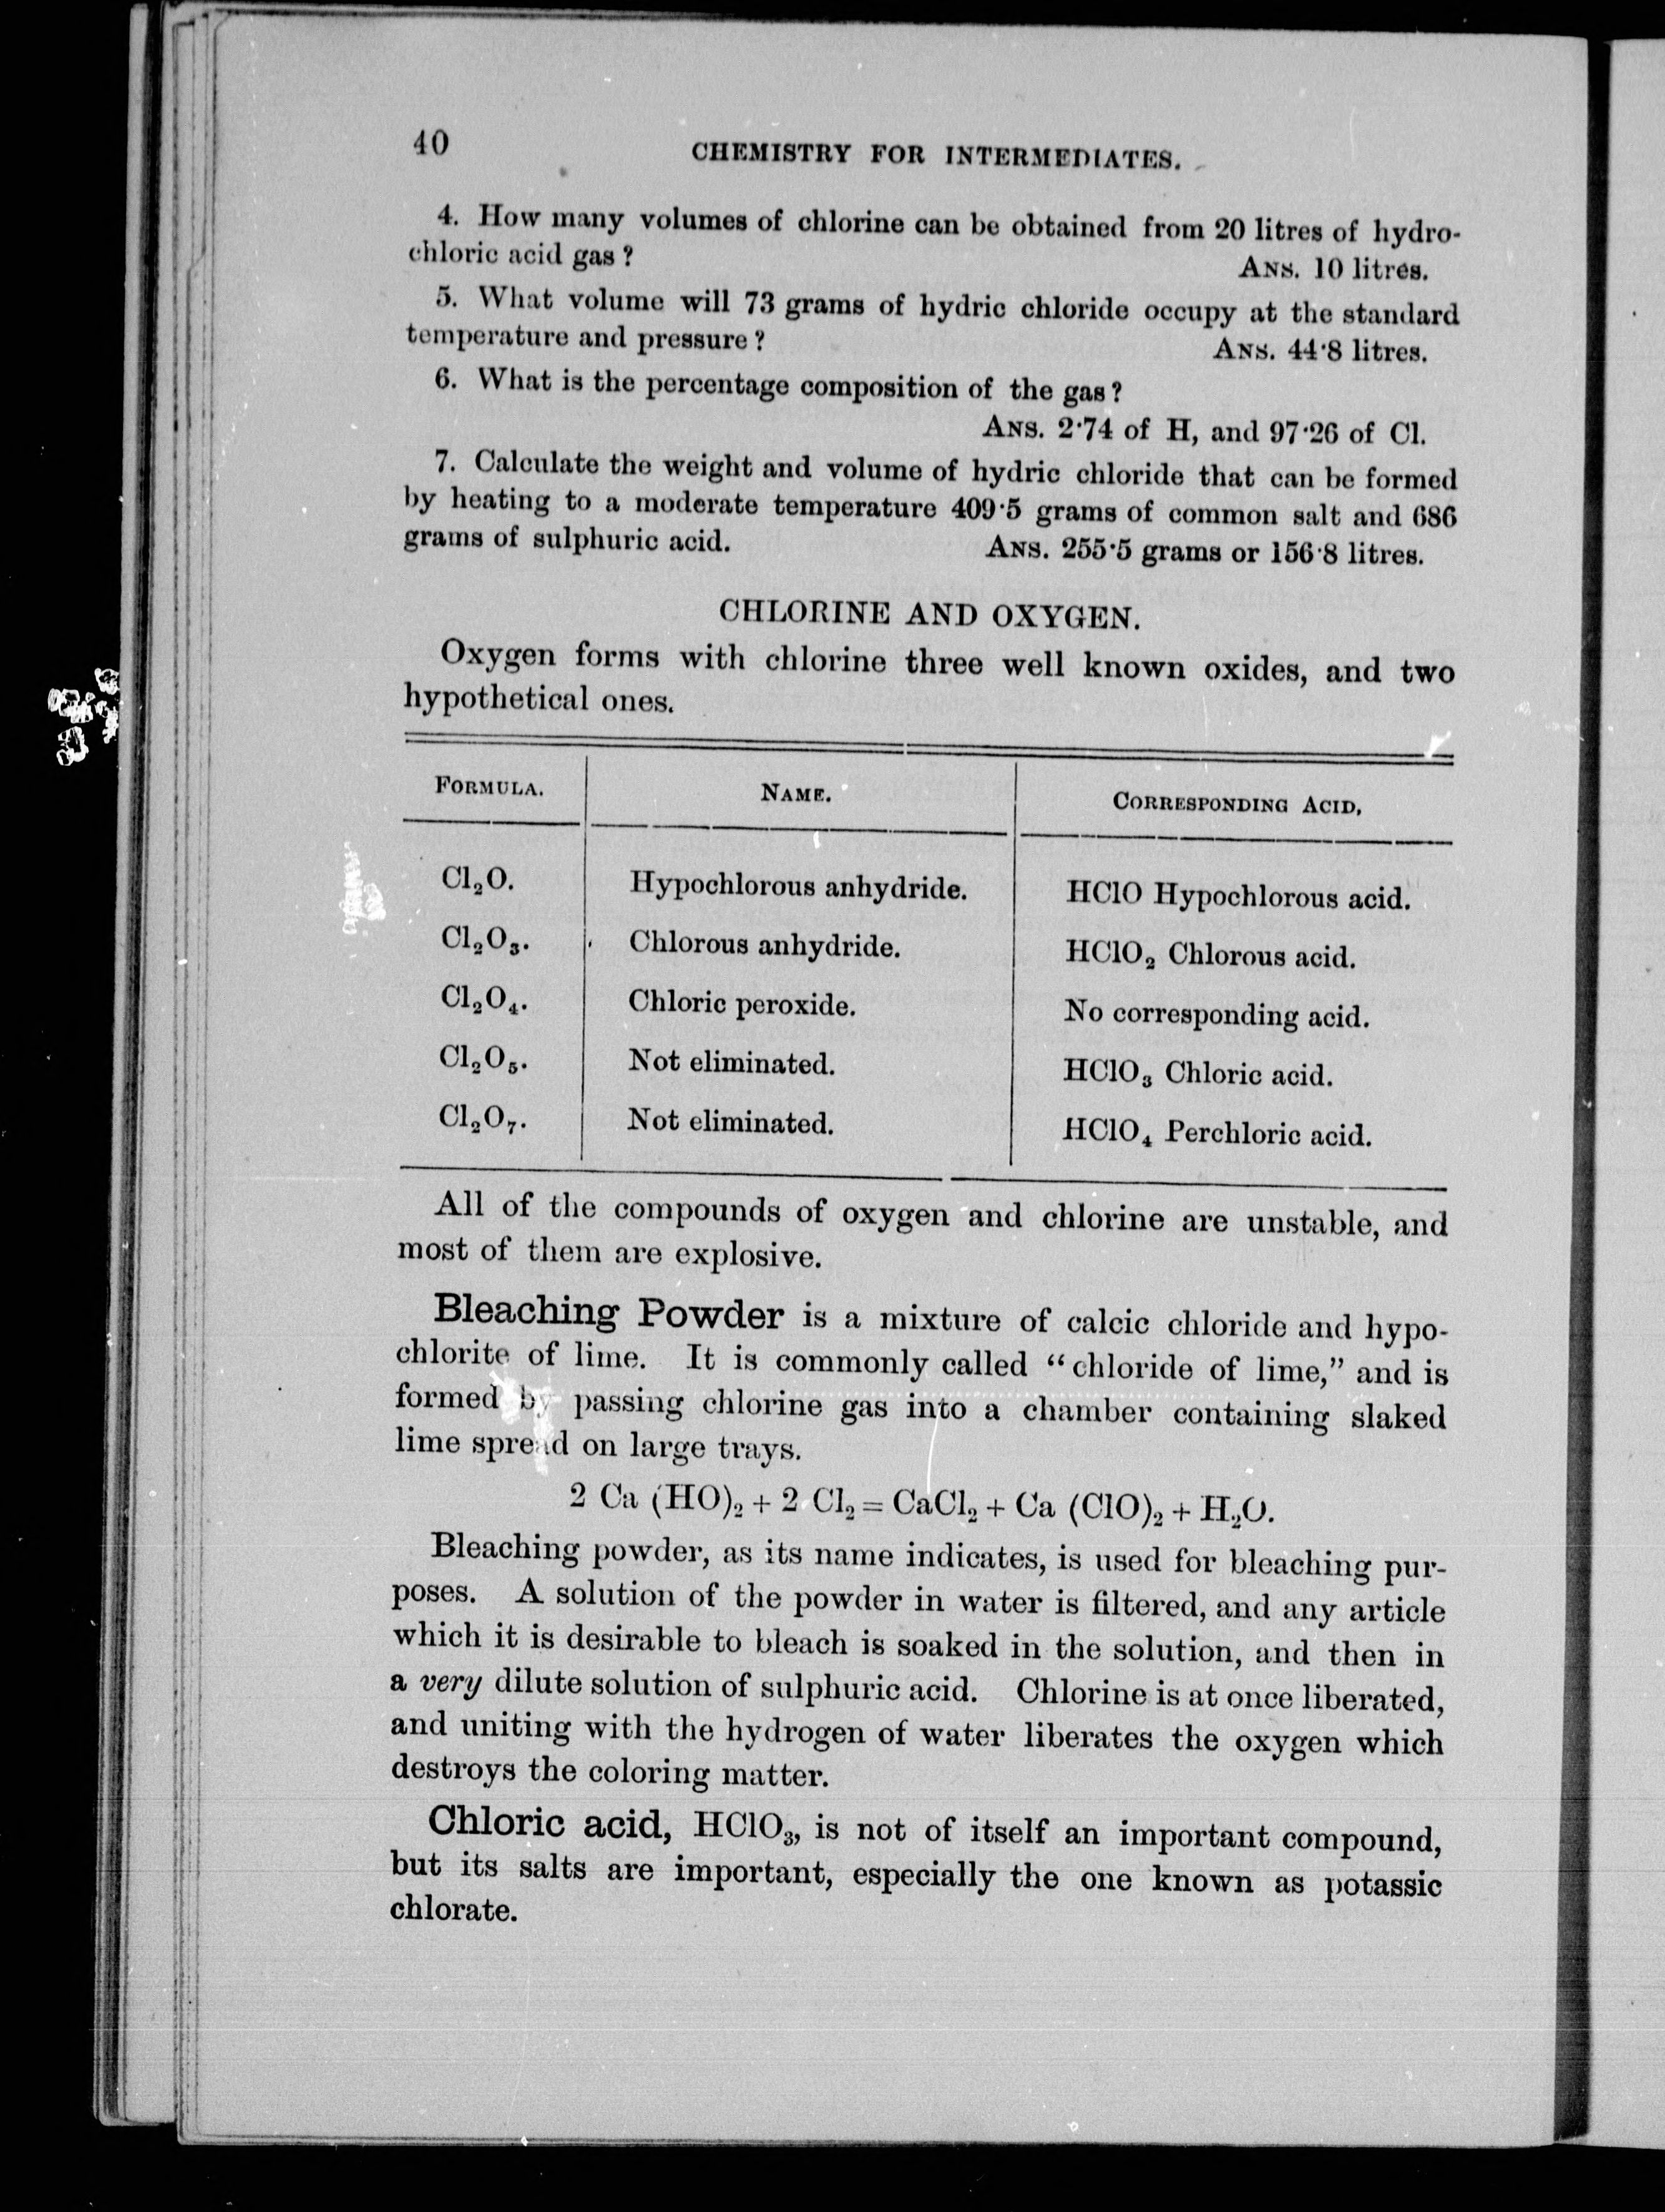 40
CHEMISTRY FOR INTERMEDIATES.
4. How many volumes of chlorine can be obtained from 20 litres of hydro-
chloric acid gas? ANS. 10 litres.
5. What volume will 73 grams of hydric chloride occupy at the standard
temperature and pressure? ANS. 44·8 litres.
6. What is the percentage composition of the gas?
ANS. 2·74 of H, and 97·26 of Cl.
7. Calculate the weight and volume of hydric chloride that can be formed
by heating to a moderate temperature 409·5 grams of common salt and 686
grams of sulphuric acid. ANS. 255·5 grams or 156·8 litres.
CHLORINE AND OXYGEN.
Oxygen forms with chlorine three well known oxides, and two
hypothetical ones.
FORMULA. NAME. CORRESPONDING ACID,
Cl₂O. Hypochlorous anhydride. HClO Hypochlorous acid.
Cl₂O₃. Chlorous anhydride. HClO₂ Chlorous acid.
Cl₂O₄. Chloric peroxide. No corresponding acid.
Cl₂O₅. Not eliminated. HClO₃ Chloric acid.
Cl₂O₇. Not eliminated. HClO₄ Perchloric acid.
All of the compounds of oxygen and chlorine are unstable, and
most of them are explosive.
Bleaching Powder is a mixture of calcic chloride and hypo-
chlorite of lime. It is commonly called “chloride of lime,” and is
formed by passing chlorine gas into a chamber containing slaked
lime spread on large trays.
2 Ca (HO)₂ + 2 Cl₂ = CaCl₂ + Ca (ClO)₂ + H₂O.
Bleaching powder, as its name indicates, is used for bleaching pur-
poses. A solution of the powder in water is filtered, and any article
which it is desirable to bleach is soaked in the solution, and then in
a very dilute solution of sulphuric acid. Chlorine is at once liberated,
and uniting with the hydrogen of water liberates the oxygen which
destroys the coloring matter.
Chloric acid, HClO₃, is not of itself an important compound,
but its salts are important, especially the one known as potassic
chlorate.